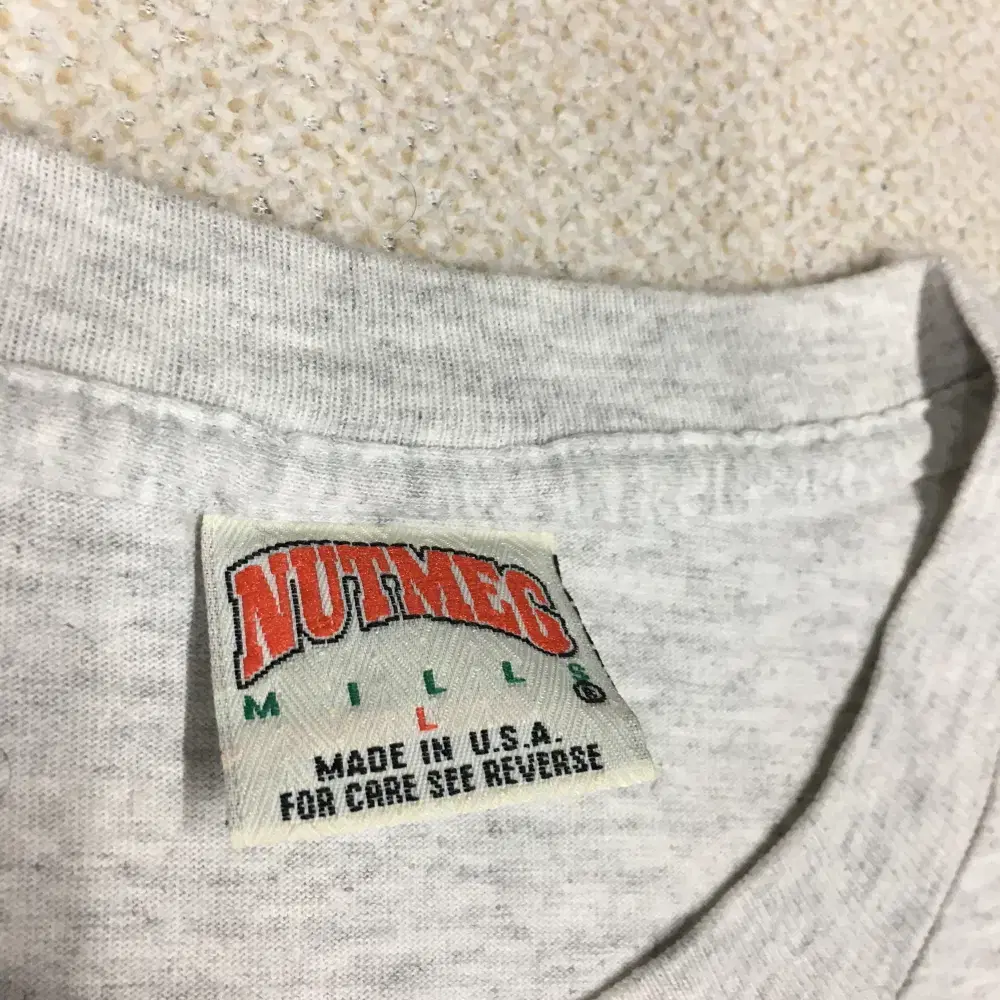 NUTMEG
MILLS®
L
MADE IN U.S.A.
FOR CARE SEE REVERSE